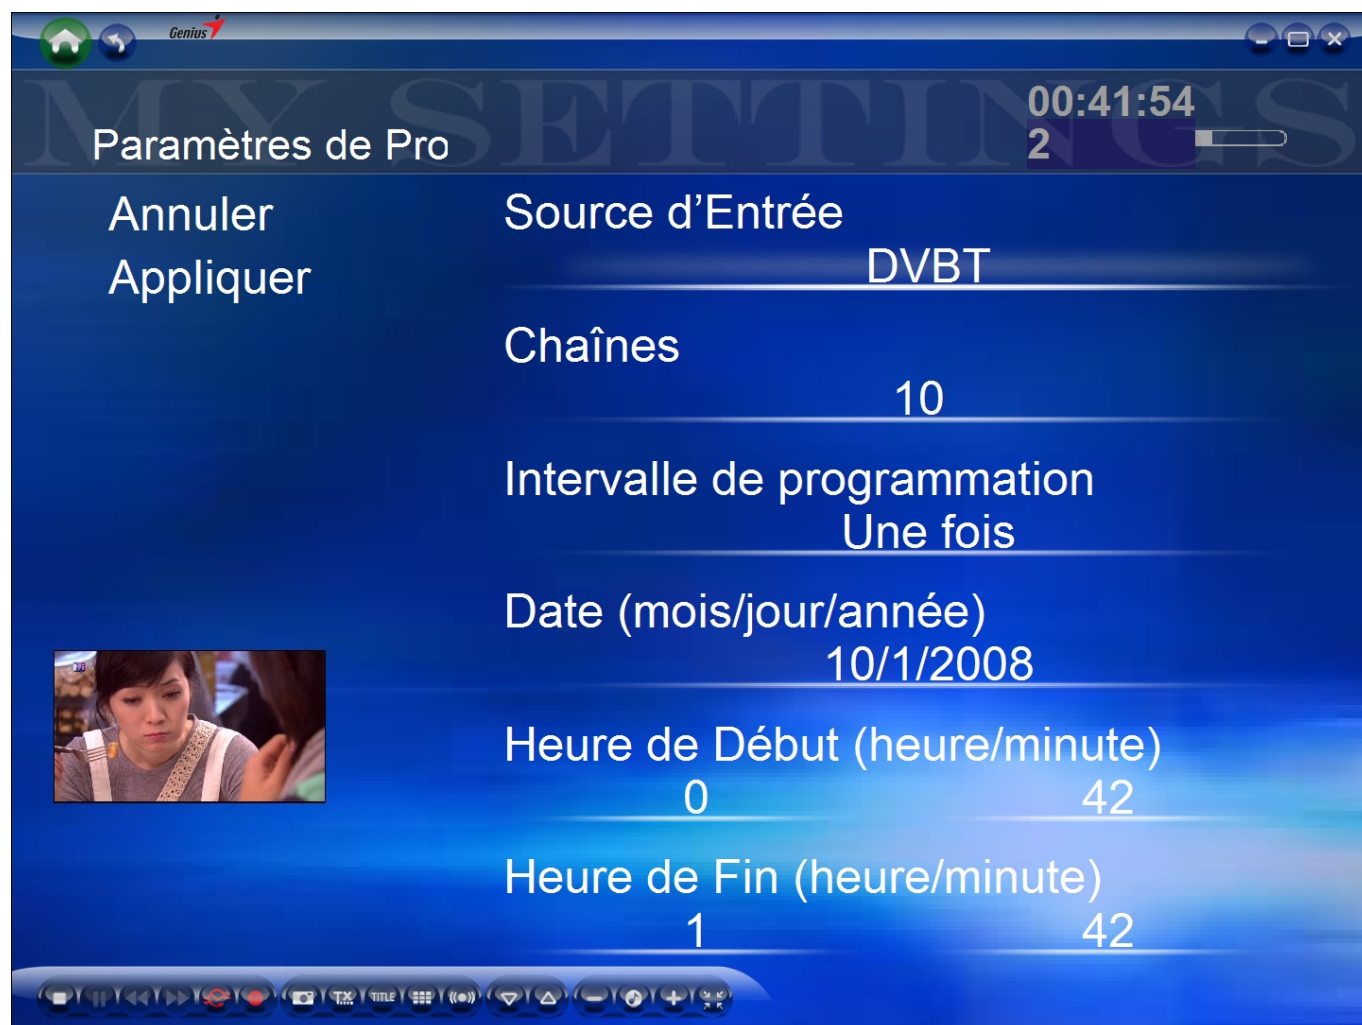 Genius
MY SETTINGS
00:41:54
2
Paramètres de Pro
Annuler
Appliquer
Source d’Entrée
DVBT
Chaînes
10
Intervalle de programmation
Une fois
Date (mois/jour/année)
10/1/2008
Heure de Début (heure/minute)
0 42
Heure de Fin (heure/minute)
1 42
T.X. TITLE